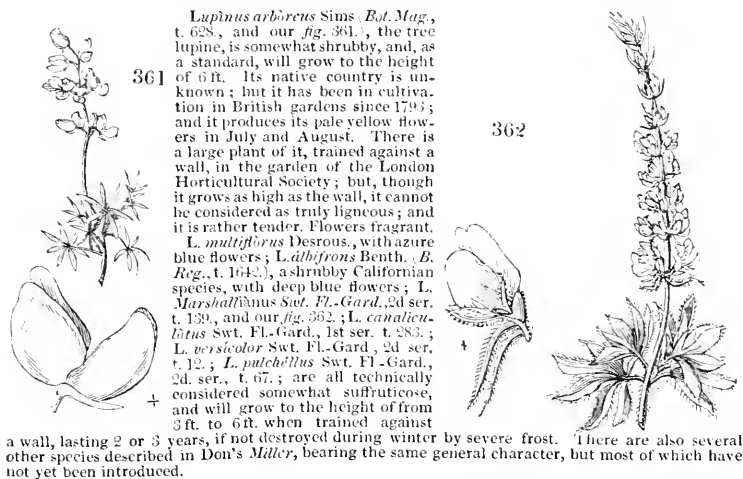 Lupinus arbòreus Sims (Bot. Mag.,
t. 628., and our fig. 361.), the tree
lupine, is somewhat shrubby, and, as
a standard, will grow to the height
361
of 6 ft. Its native country is un-
known; but it has been in cultiva-
tion in British gardens since 1793;
and it produces its pale yellow flow-
ers in July and August. There is
362
a large plant of it, trained against a
wall, in the garden of the London
Horticultural Society; but, though
it grows as high as the wall, it cannot
be considered as truly ligneous; and
it is rather tender. Flowers fragrant.
L. multiflòrus Desrous., with azure
blue flowers; L. álbifrons Benth. (B.
Reg., t. 1642.), a shrubby Californian
species, with deep blue flowers; L.
Marshalliànus Swt. Fl.-Gard., 2d ser.
t. 139., and our fig. 362.; L. canalicu-
làtus Swt. Fl.-Gard., 1st ser. t. 283.;
L. versicolor Swt. Fl.-Gard, 2d ser,
t. 12.; L. pulchéllus Swt. Fl-Gard.,
2d. ser., t. 67.; are all technically
considered somewhat suffruticose,
and will grow to the height of from
3 ft. to 6 ft. when trained against
a wall, lasting 2 or 3 years, if not destroyed during winter by severe frost. There are also several
other species described in Don's Miller, bearing the same general character, but most of which have
not yet been introduced.